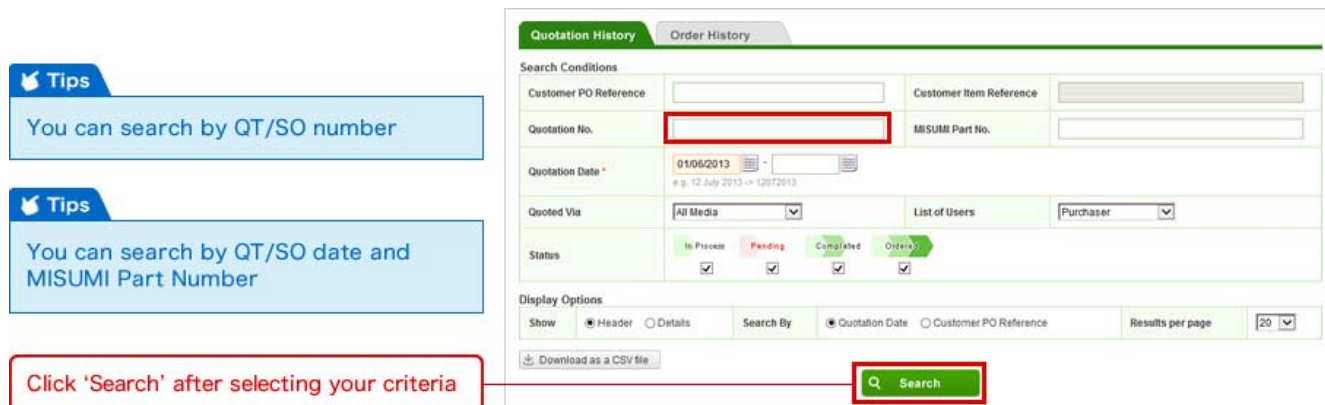 Tips
You can search by QT/SO number
Tips
You can search by QT/SO date and
MISUMI Part Number
Click ‘Search’ after selecting your criteria
Quotation History Order History
Search Conditions
Customer PO Reference Customer Item Reference
Quotation No. MISUMI Part No.
Quotation Date * 01/06/2013 -
e.g. 12 July 2013 -> 12072013
Quoted Via All Media List of Users Purchaser
Status In Process Pending Completed Ordered
Display Options
Show Header Details Search By Quotation Date Customer PO Reference Results per page 20
Download as a CSV file
Search